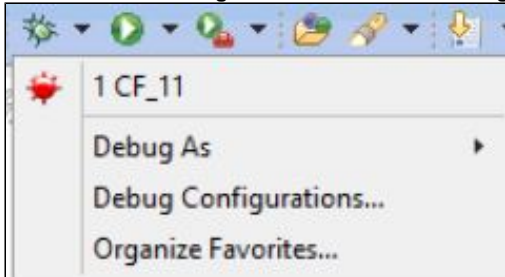 1 CF_11
Debug As
Debug Configurations...
Organize Favorites...